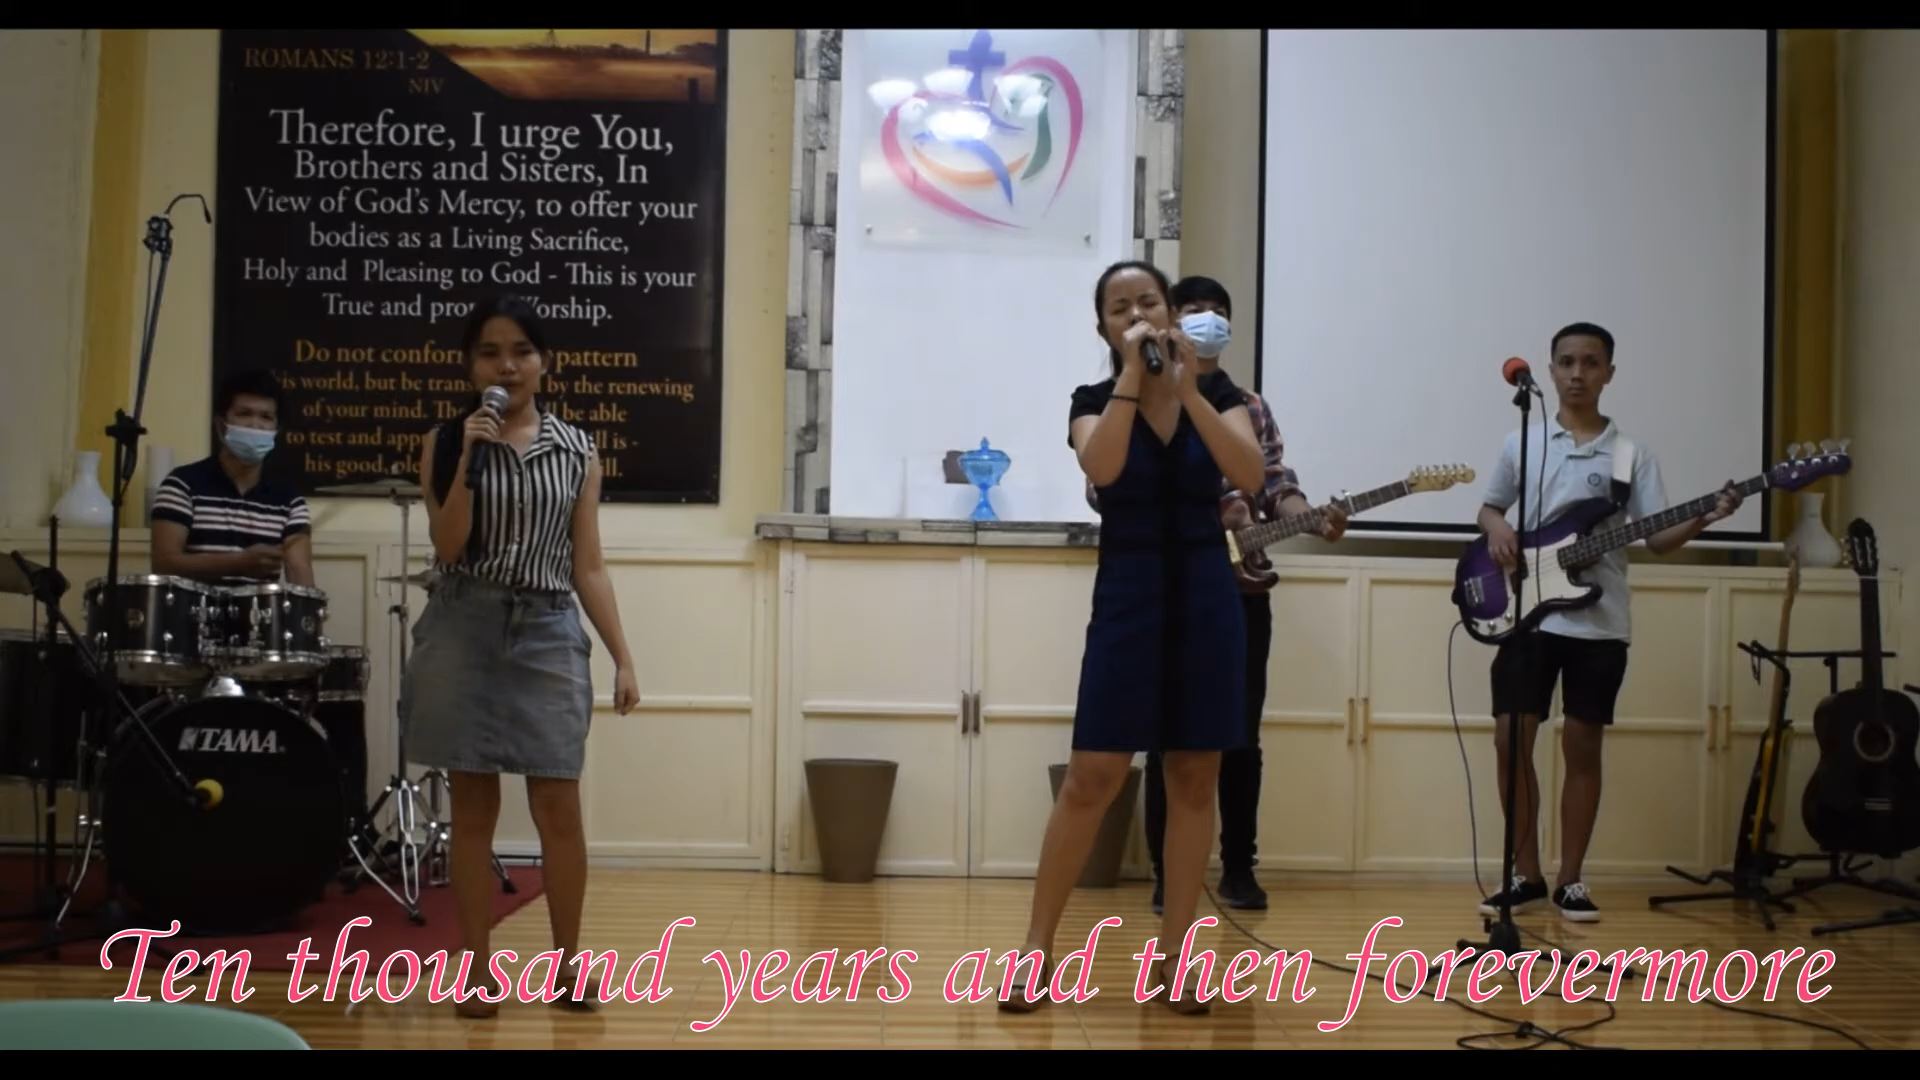 ROMANS 12:1-2
NIV
Therefore, I urge You,
Brothers and Sisters, In
View of God's Mercy, to offer your
bodies as a Living Sacrifice,
Holy and Pleasing to God - This is your
True and Worship.
Do not pattern
world, but be by the renewing
of your mind. be able
to test and is -
his good,
TAMA
Ten thousand years and then forevermore